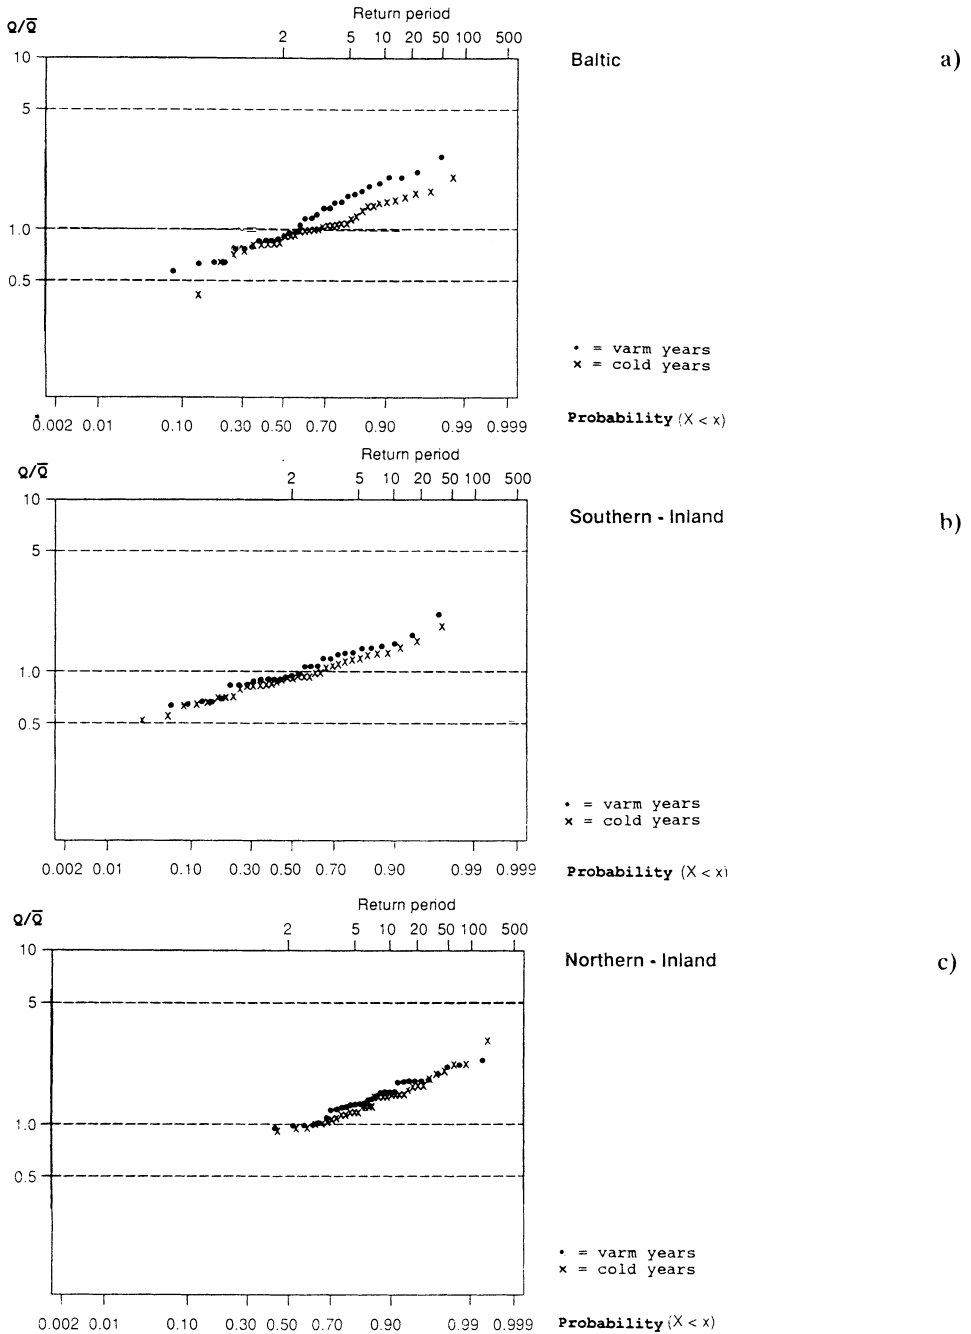 Return period
Q/Q̅
2 5 10 20 50 100 500
10
5
1.0
0.5
Baltic
a)
• = varm years
x = cold years
0.002 0.01 0.10 0.30 0.50 0.70 0.90 0.99 0.999
Probability (X < x)
Return period
Q/Q̅
2 5 10 20 50 100 500
10
5
1.0
0.5
Southern - Inland
b)
• = varm years
x = cold years
0.002 0.01 0.10 0.30 0.50 0.70 0.90 0.99 0.999
Probability (X < x)
Return period
Q/Q̅
2 5 10 20 50 100 500
10
5
1.0
0.5
Northern - Inland
c)
• = varm years
x = cold years
0.002 0.01 0.10 0.30 0.50 0.70 0.90 0.99 0.999
Probability (X < x)